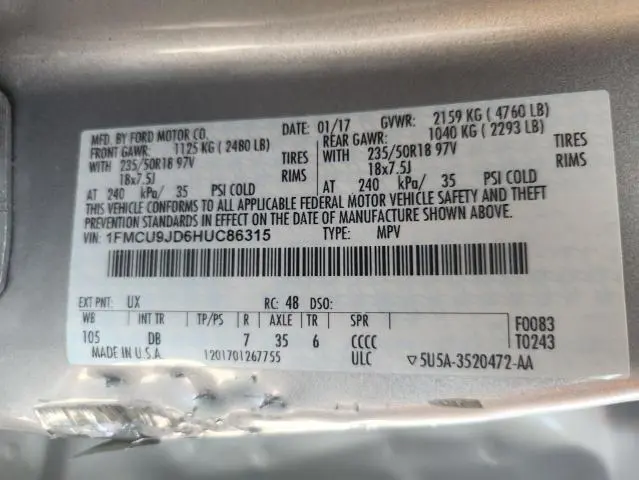 MFD. BY FORD MOTOR CO.
DATE: 01/17 GVWR: 2159 KG ( 4760 LB)
FRONT GAWR: 1125 KG ( 2480 LB) REAR GAWR: 1040 KG ( 2293 LB)
WITH 235/50R18 97V TIRES WITH 235/50R18 97V TIRES
18x7.5J RIMS 18x7.5J RIMS
AT 240 kPa/ 35 PSI COLD AT 240 kPa/ 35 PSI COLD
THIS VEHICLE CONFORMS TO ALL APPLICABLE FEDERAL MOTOR VEHICLE SAFETY AND THEFT
PREVENTION STANDARDS IN EFFECT ON THE DATE OF MANUFACTURE SHOWN ABOVE.
VIN: 1FMCU9JD6HUC86315 TYPE: MPV
EXT PNT: UX RC: 48 DSO:
WB INT TR TP/PS R AXLE TR SPR F0083
105 DB 7 35 6 CCCC T0243
MADE IN U.S.A. 1201701267755 ULC ▽5U5A-3520472-AA